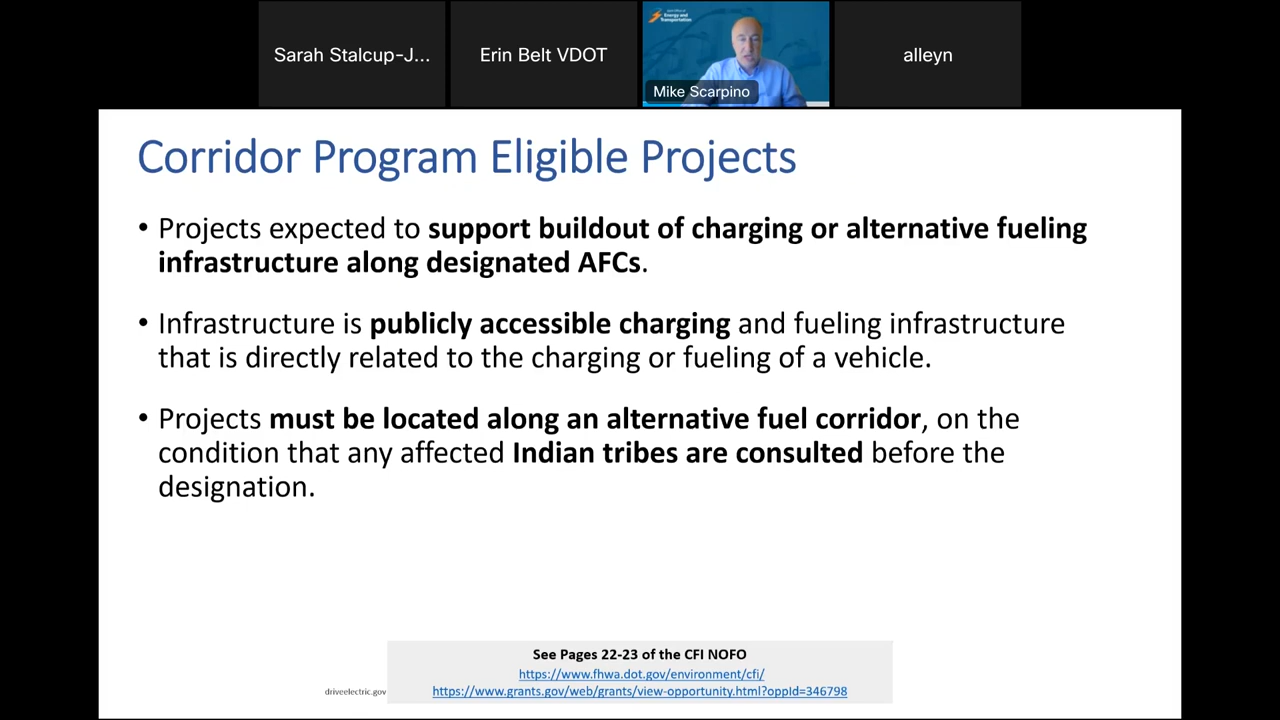 Sarah Stalcup-J...
Erin Belt VDOT
Energy and
Transportation
Mike Scarpino
alleyn
Corridor Program Eligible Projects
• Projects expected to support buildout of charging or alternative fueling
infrastructure along designated AFCs.
• Infrastructure is publicly accessible charging and fueling infrastructure
that is directly related to the charging or fueling of a vehicle.
• Projects must be located along an alternative fuel corridor, on the
condition that any affected Indian tribes are consulted before the
designation.
See Pages 22-23 of the CFI NOFO
https://www.fhwa.dot.gov/environment/cfi/
driveelectric.gov
https://www.grants.gov/web/grants/view-opportunity.html?oppId=346798